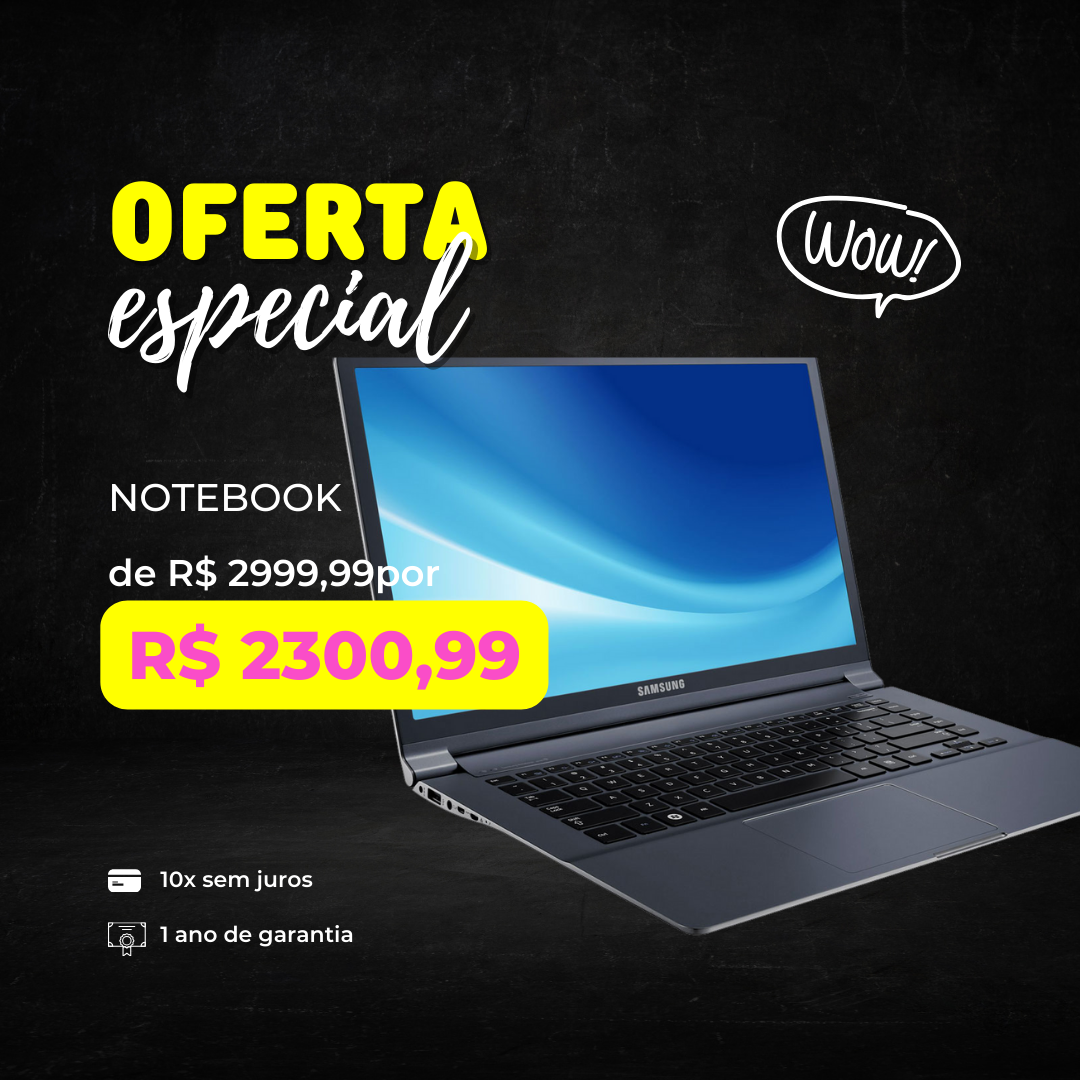 OFERTA
especial
Wow!
NOTEBOOK
de R$ 2999,99por
R$ 2300,99
SAMSUNG
10x sem juros
1 ano de garantia